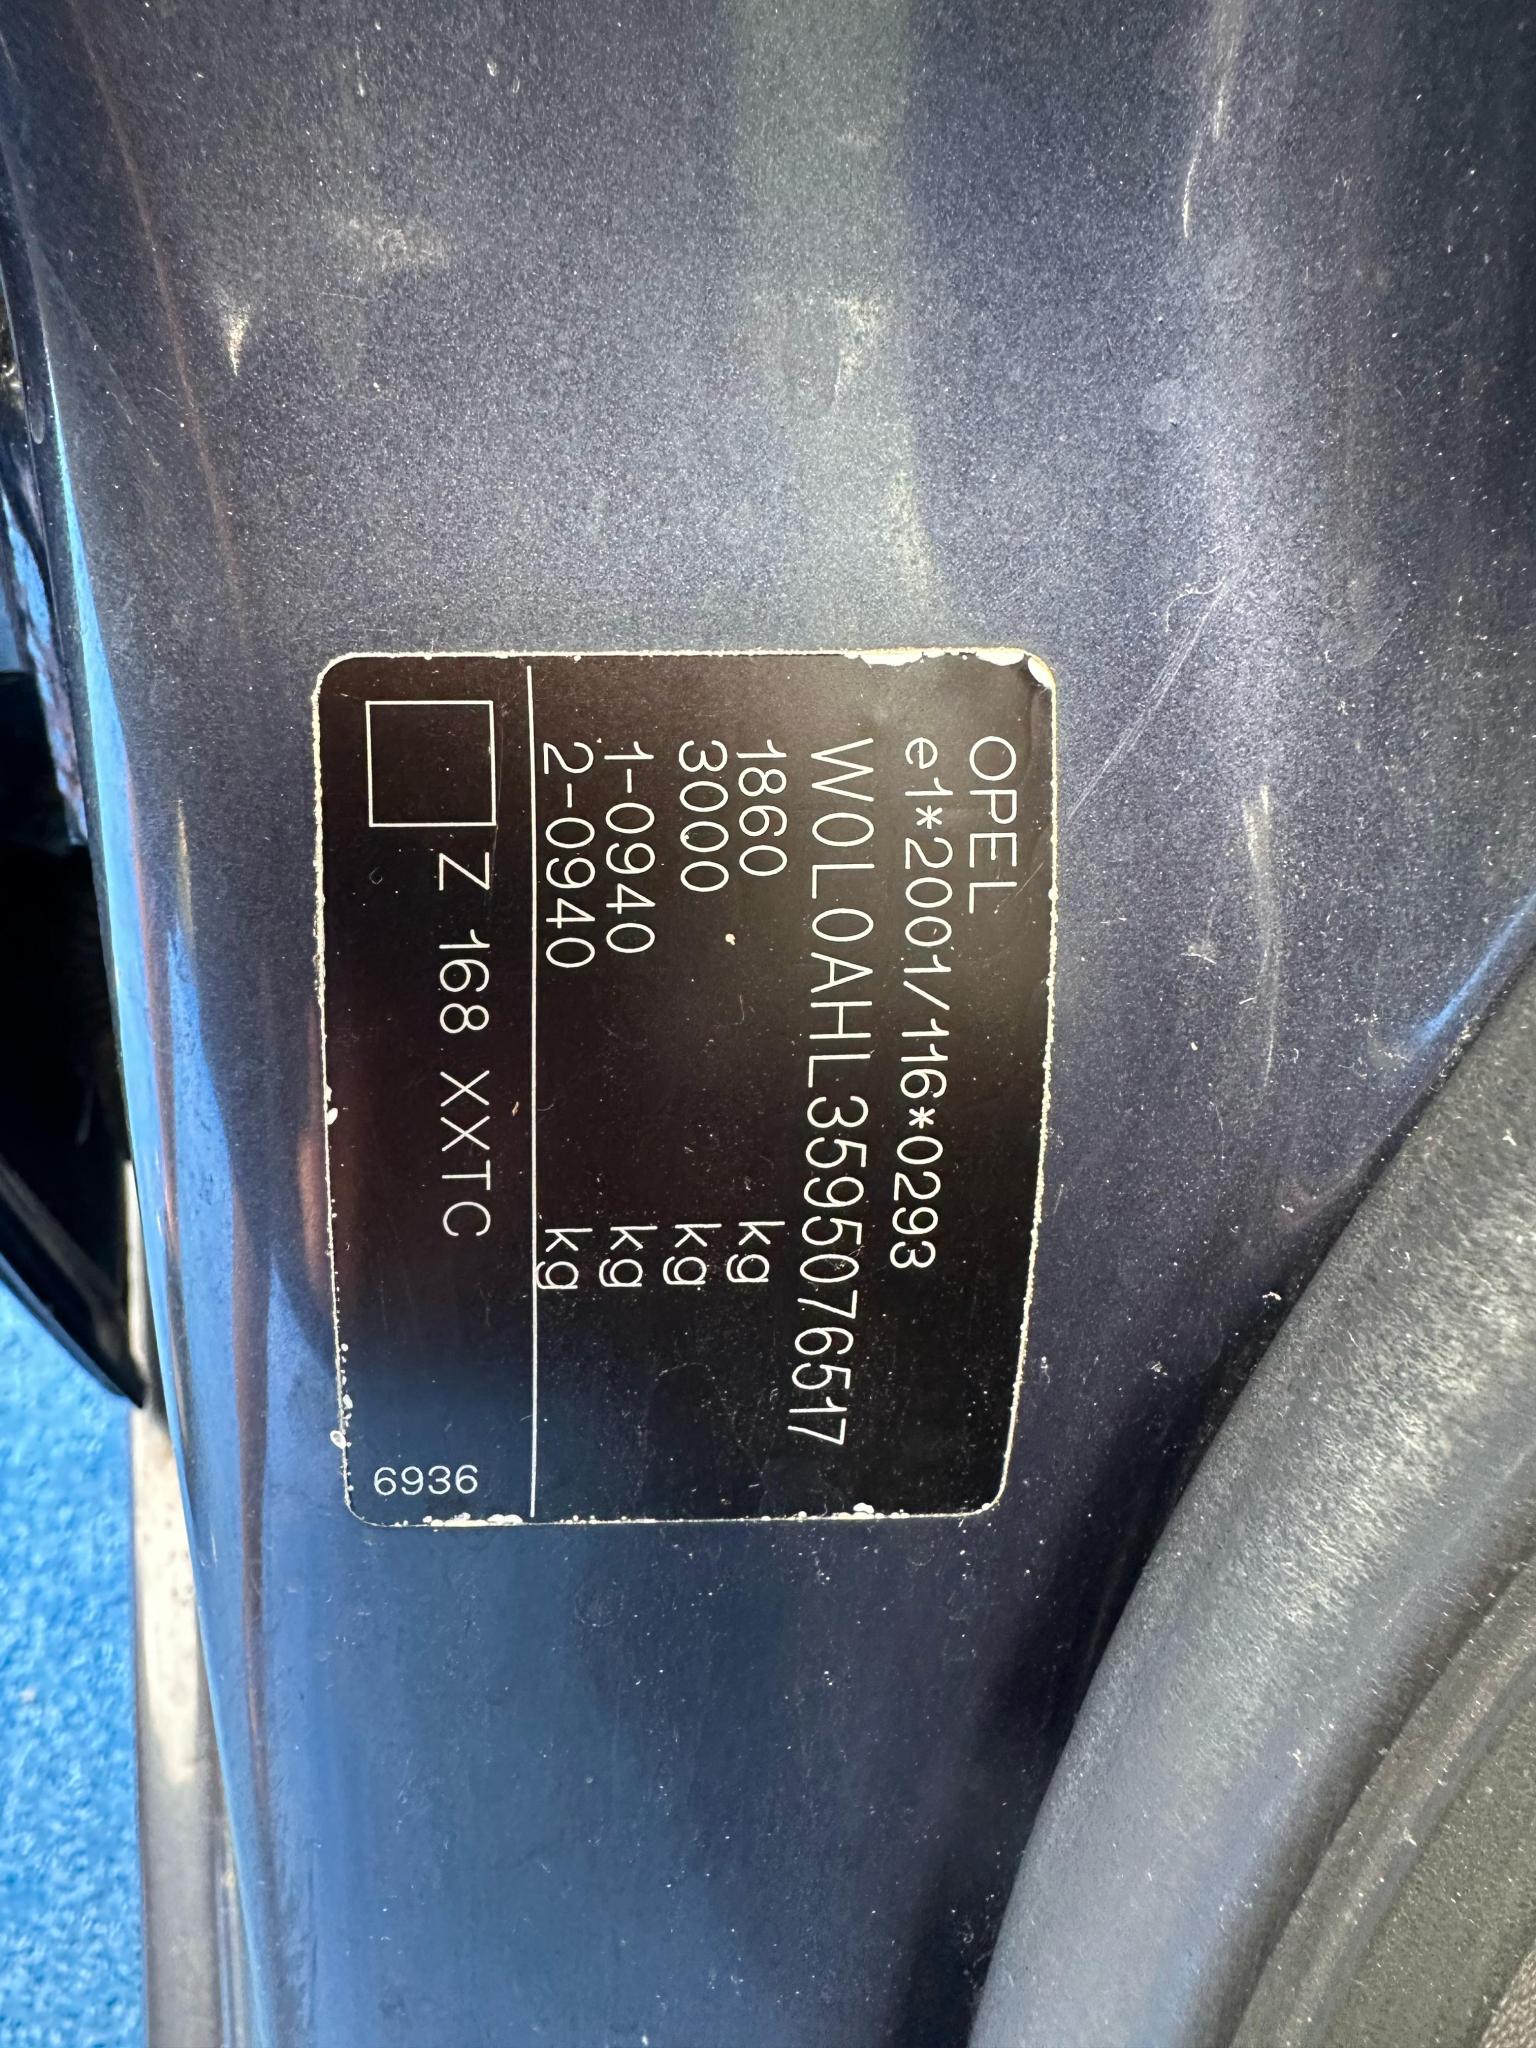 OPEL
e1*2001/116*0293
W0L0AHL3595076517
1860 kg
3000 kg
1-0940 kg
2-0940 kg
Z 168 XXTC
6936